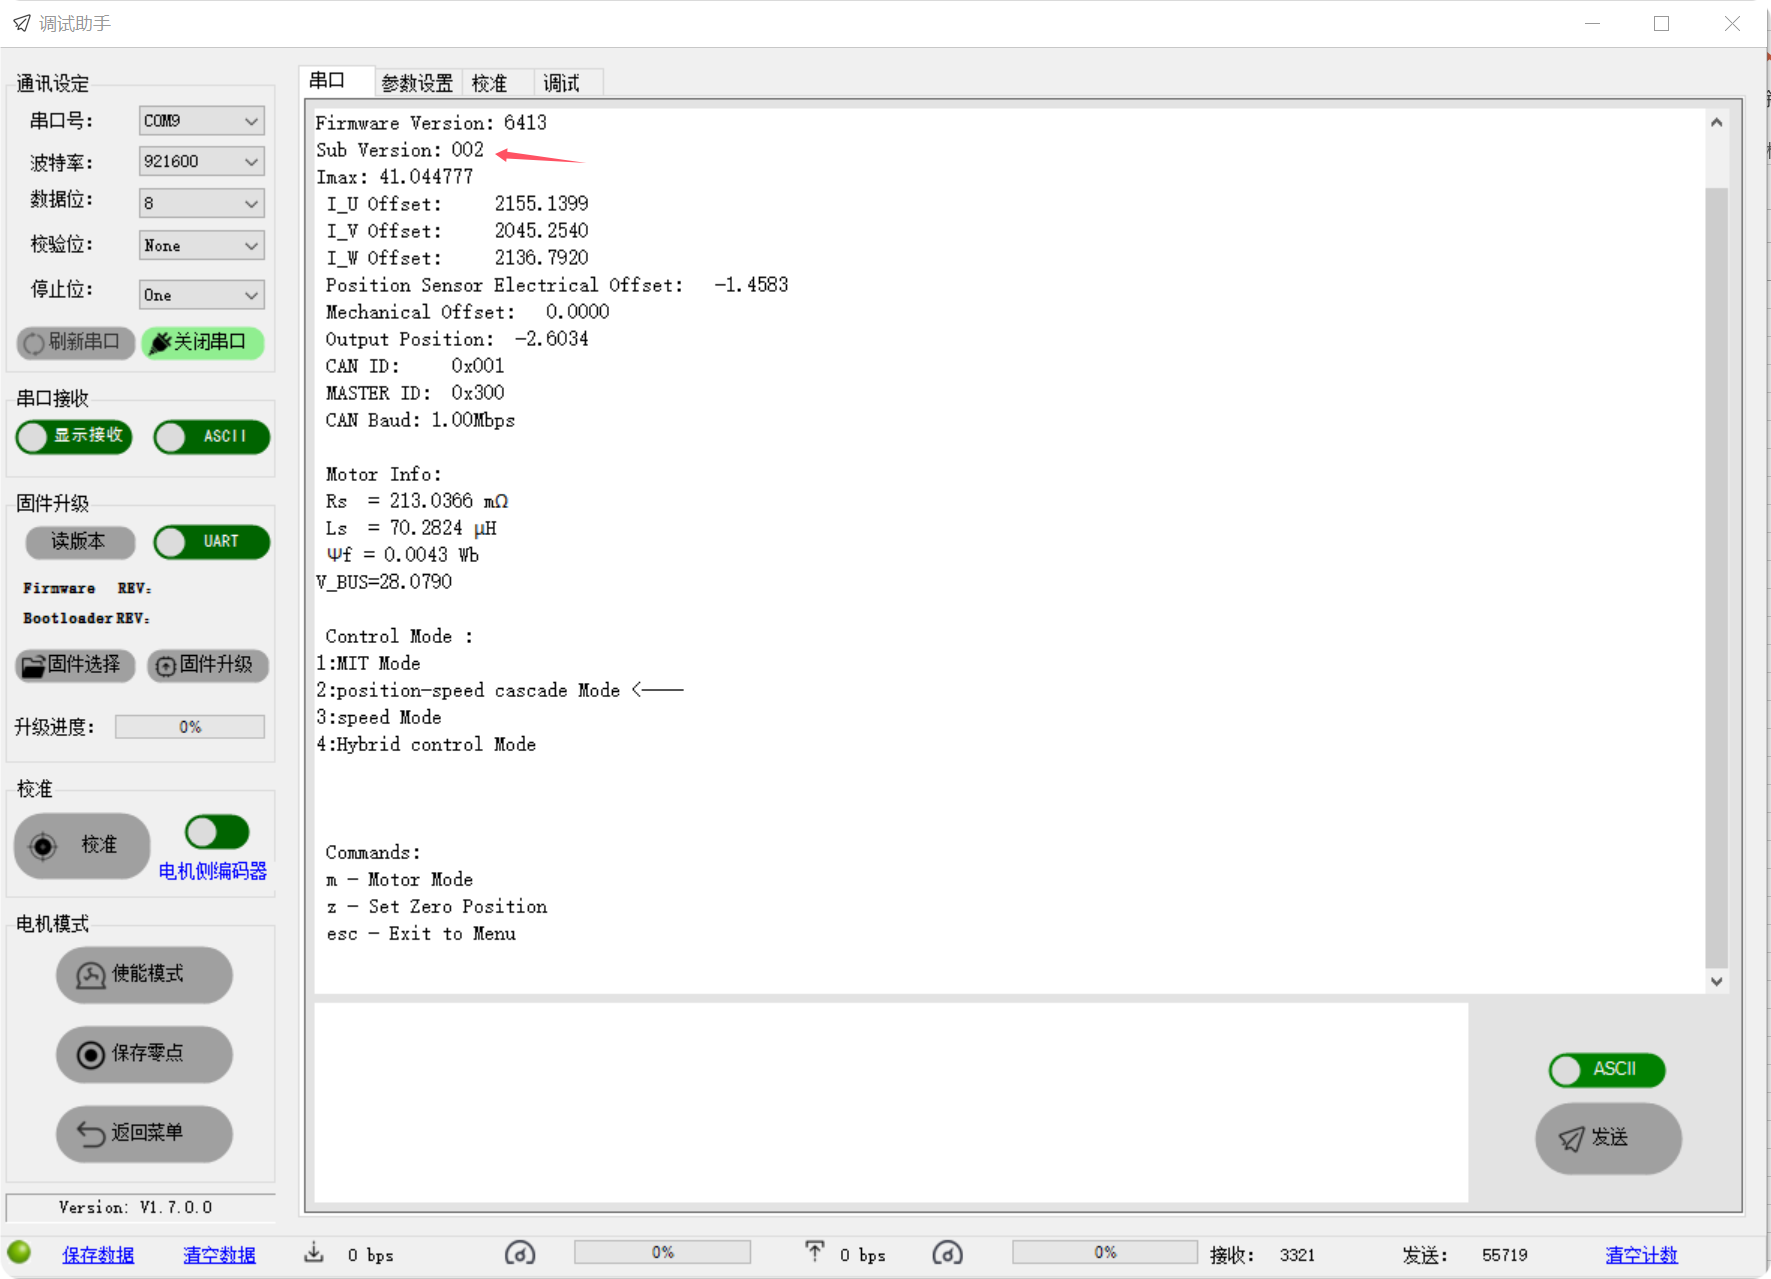 调试助手
通讯设定
串口号: COM9
波特率: 921600
数据位: 8
校验位: None
停止位: One
刷新串口 关闭串口
串口接收
显示接收 ASCII
固件升级
读版本 UART
Firmware REV:
Bootloader REV:
固件选择 固件升级
升级进度: 0%
校准
校准
电机侧编码器
电机模式
使能模式
保存零点
返回菜单
Version: V1.7.0.0
串口 参数设置 校准 调试
Firmware Version: 6413
Sub Version: 002
Imax: 41.044777
I_U Offset: 2155.1399
I_V Offset: 2045.2540
I_W Offset: 2136.7920
Position Sensor Electrical Offset: -1.4583
Mechanical Offset: 0.0000
Output Position: -2.6034
CAN ID: 0x001
MASTER ID: 0x300
CAN Baud: 1.00Mbps
Motor Info:
Rs = 213.0366 mΩ
Ls = 70.2824 μH
Ψf = 0.0043 Wb
V_BUS=28.0790
Control Mode :
1:MIT Mode
2:position-speed cascade Mode <----
3:speed Mode
4:Hybrid control Mode
Commands:
m - Motor Mode
z - Set Zero Position
esc - Exit to Menu
ASCII
发送
保存数据 清空数据 0 bps 0% 0 bps 0% 接收: 3321 发送: 55719 清空计数